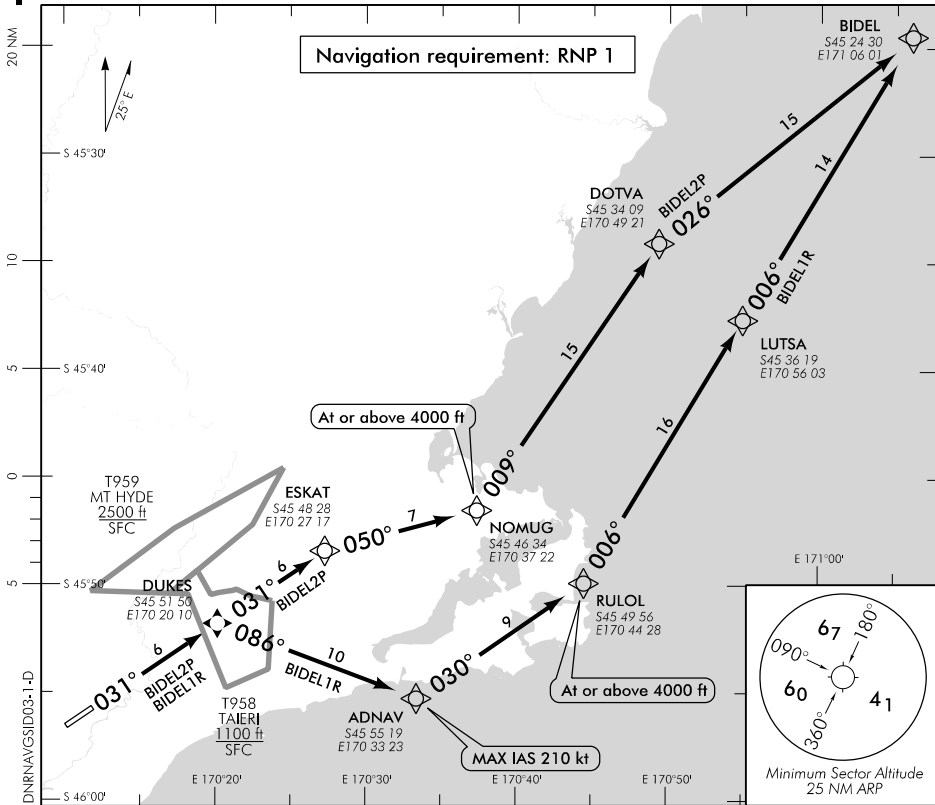 BIDEL
S45 24 30
E171 06 01
20 NM
Navigation requirement: RNP 1
25° E
15
S 45°30'
14
DOTVA
S45 34 09
E170 49 21
BIDEL2P
026°
10
006°
BIDEL1R
LUTSA
S45 36 19
E170 56 03
15
5
S 45°40'
16
At or above 4000 ft
009°
0
T959
MT HYDE
2500 ft
SFC
ESKAT
S45 48 28
E170 27 17
7
050°
NOMUG
S45 46 34
E170 37 22
006°
E 171°00'
5
S 45°50'
DUKES
S45 51 50
E170 20 10
031°
6
BIDEL2P
RULOL
S45 49 56
E170 44 28
9
086°
10
BIDEL1R
6
031°
BIDEL2P
BIDEL1R
030°
At or above 4000 ft
T958
TAIERI
1100 ft
SFC
ADNAV
S45 55 19
E170 33 23
MAX IAS 210 kt
67
180°
090°
60
41
360°
Minimum Sector Altitude
25 NM ARP
E 170°20'
E 170°30'
E 170°40'
E 170°50'
S 46°00'
DNRNAVGSID03-1-D